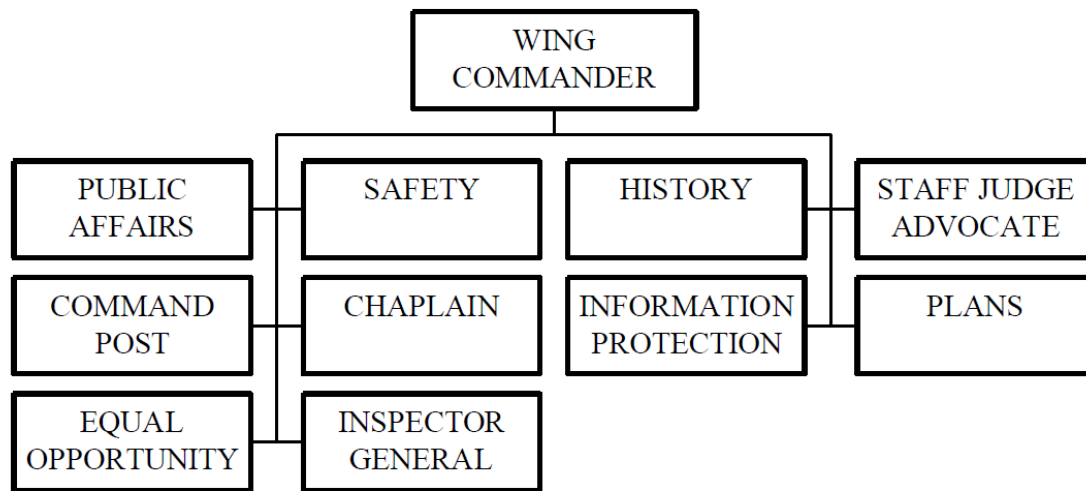 WING
COMMANDER
PUBLIC
AFFAIRS
SAFETY
HISTORY
STAFF JUDGE
ADVOCATE
COMMAND
POST
CHAPLAIN
INFORMATION
PROTECTION
PLANS
EQUAL
OPPORTUNITY
INSPECTOR
GENERAL